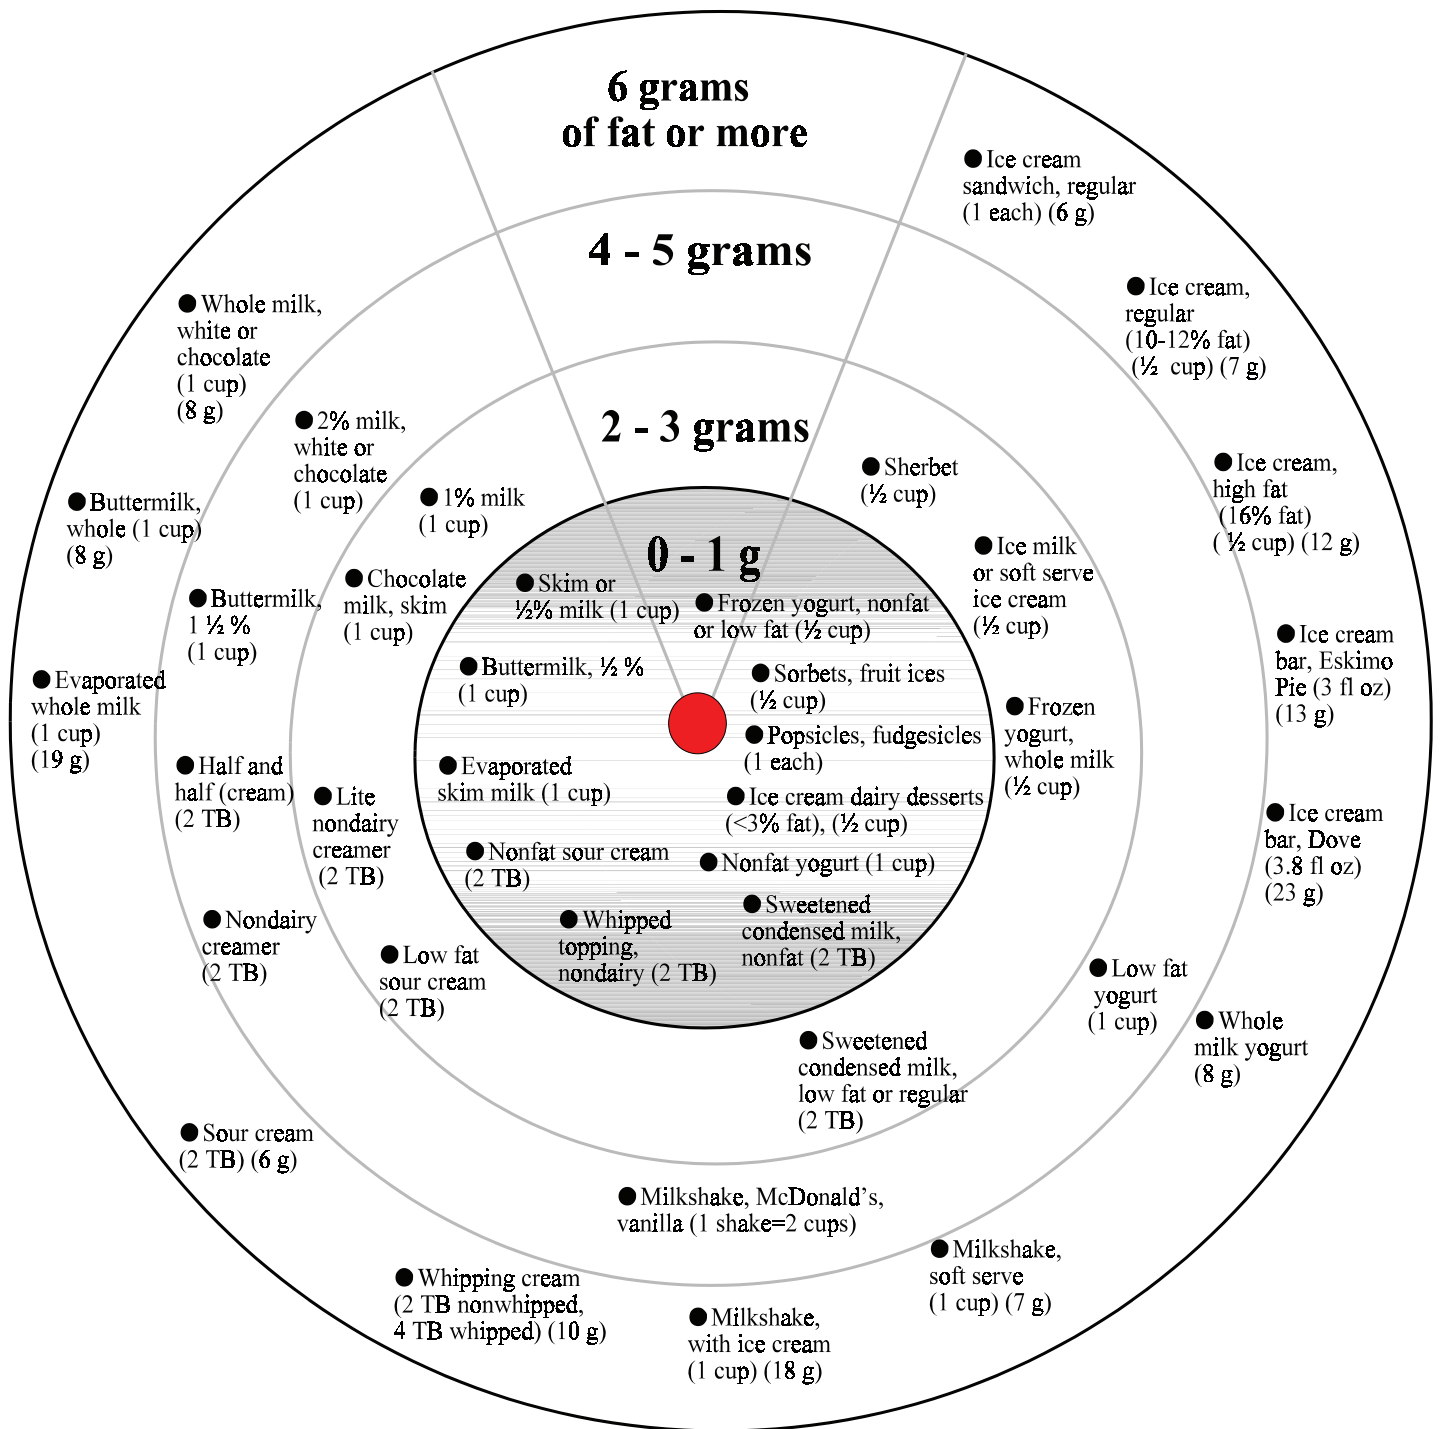 6 grams
of fat or more
4 - 5 grams
2 - 3 grams
0 - 1 g
Ice cream
sandwich, regular
(1 each) (6 g)
Ice cream,
regular
(10-12% fat)
(½ cup) (7 g)
Ice cream,
high fat
(16% fat)
( ½ cup) (12 g)
Ice cream
bar, Eskimo
Pie (3 fl oz)
(13 g)
Ice cream
bar, Dove
(3.8 fl oz)
(23 g)
Whole
milk yogurt
(8 g)
Milkshake,
soft serve
(1 cup) (7 g)
Milkshake,
with ice cream
(1 cup) (18 g)
Whipping cream
(2 TB nonwhipped,
4 TB whipped) (10 g)
Sour cream
(2 TB) (6 g)
Evaporated
whole milk
(1 cup)
(19 g)
Buttermilk,
whole (1 cup)
(8 g)
Whole milk,
white or
chocolate
(1 cup)
(8 g)
2% milk,
white or
chocolate
(1 cup)
Buttermilk,
1 ½ %
(1 cup)
Half and
half (cream)
(2 TB)
Nondairy
creamer
(2 TB)
Milkshake, McDonald's,
vanilla (1 shake=2 cups)
Low fat
yogurt
(1 cup)
1% milk
(1 cup)
Chocolate
milk, skim
(1 cup)
Lite
nondairy
creamer
(2 TB)
Low fat
sour cream
(2 TB)
Sweetened
condensed milk,
low fat or regular
(2 TB)
Frozen
yogurt,
whole milk
(½ cup)
Ice milk
or soft serve
ice cream
(½ cup)
Sherbet
(½ cup)
Skim or
½% milk (1 cup)
Buttermilk, ½ %
(1 cup)
Evaporated
skim milk (1 cup)
Nonfat sour cream
(2 TB)
Whipped
topping,
nondairy (2 TB)
Frozen yogurt, nonfat
or low fat (½ cup)
Sorbets, fruit ices
(½ cup)
Popsicles, fudgesicles
(1 each)
Ice cream dairy desserts
(<3% fat), (½ cup)
Nonfat yogurt (1 cup)
Sweetened
condensed milk,
nonfat (2 TB)